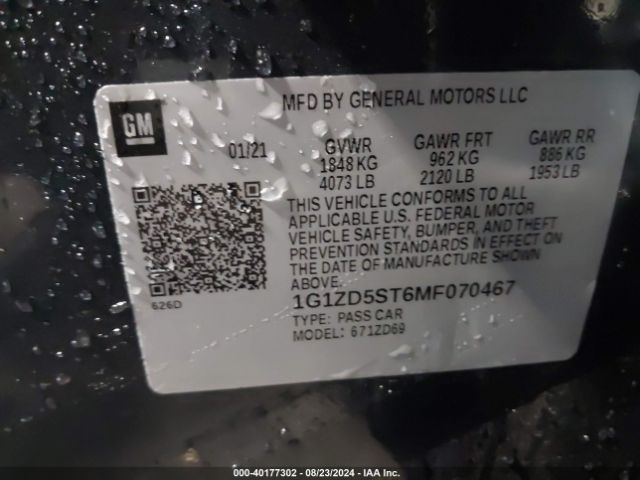 MFD BY GENERAL MOTORS LLC
GM
01/21
GVWR GAWR FRT GAWR RR
1848 KG 962 KG 886 KG
4073 LB 2120 LB 1953 LB
THIS VEHICLE CONFORMS TO ALL
APPLICABLE U.S. FEDERAL MOTOR
VEHICLE SAFETY, BUMPER, AND THEFT
PREVENTION STANDARDS IN EFFECT ON
THE DATE OF MANUFACTURE SHOWN
ABOVE.
626D
1G1ZD5ST6MF070467
TYPE: PASS CAR
MODEL: 671ZD69
000-40177302 - 08/23/2024 - IAA Inc.